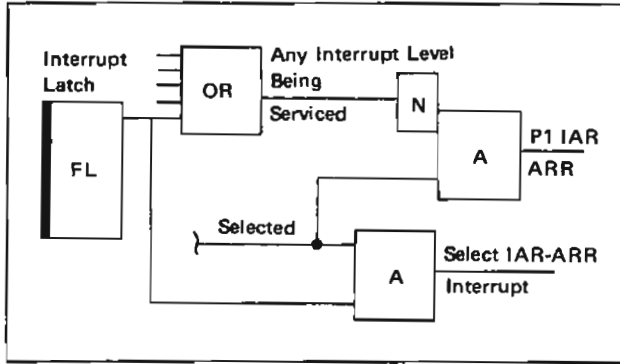 Interrupt
Latch
FL
OR
Any Interrupt Level
Being
Serviced
N
A
P1 IAR
ARR
Selected
A
Select IAR-ARR
Interrupt